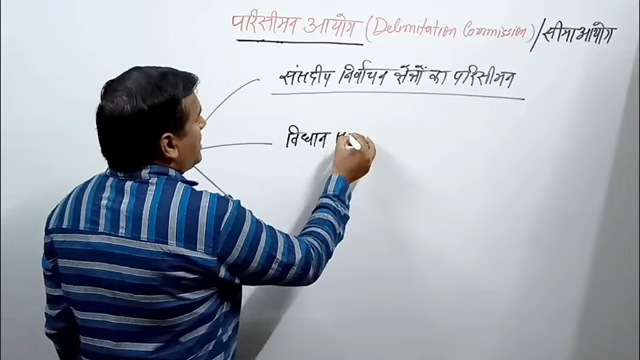 परिसीमन आयोग (Delimitation Commission) / सीमा आयोग
संसदीय निर्वाचन क्षेत्रों का परिसीमन
विधान